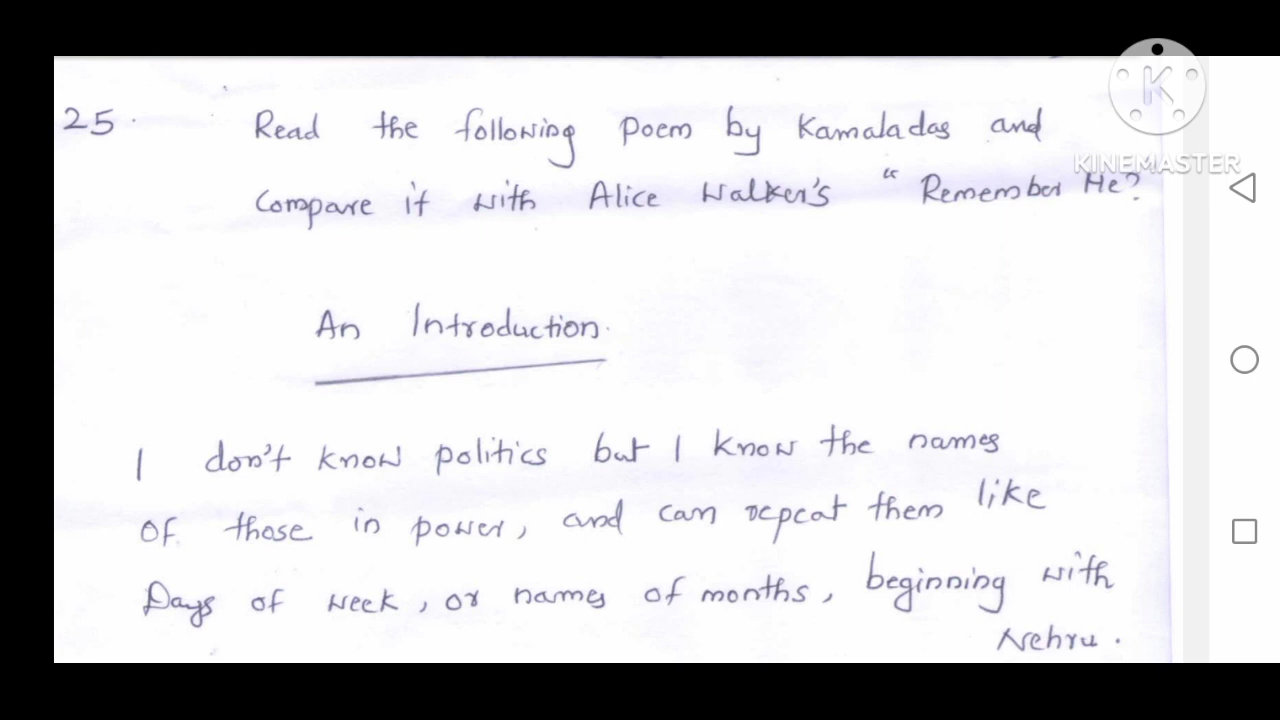 25.
Read the following poem by Kamaladas and
compare it with Alice Walker's "Remember Me?
An Introduction.
I don't know politics but I know the names
Of those in power, and can repeat them like
Days of week, or names of months, beginning with
Nehru.
K
KINEMASTER